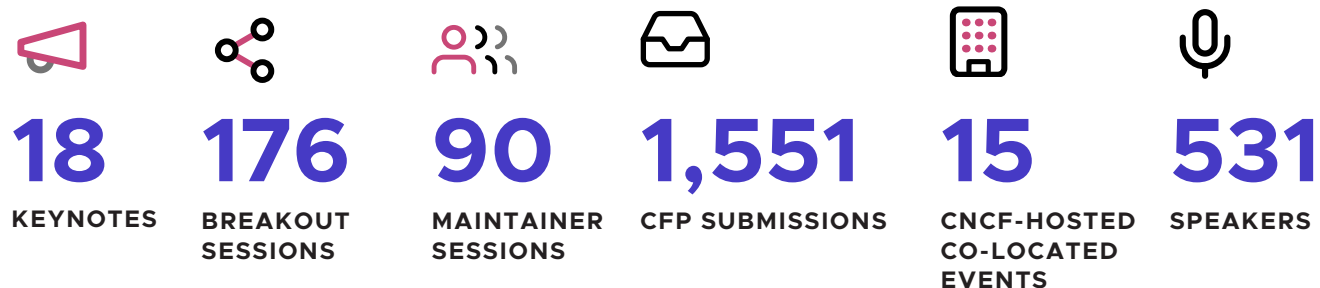 18
KEYNOTES
176
BREAKOUT
SESSIONS
90
MAINTAINER
SESSIONS
1,551
CFP SUBMISSIONS
15
CNCF-HOSTED
CO-LOCATED
EVENTS
531
SPEAKERS